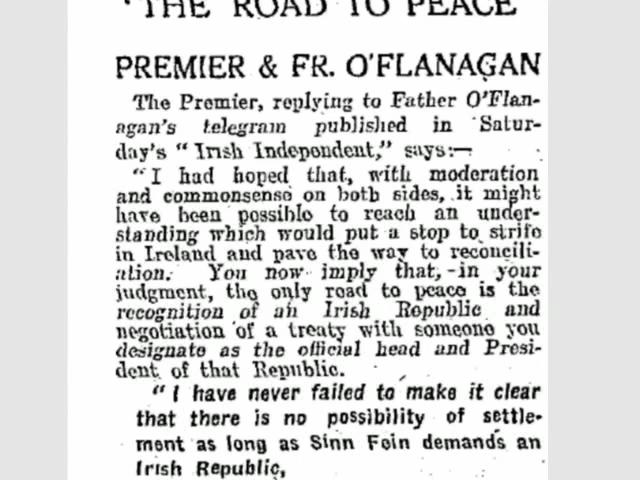 'THE ROAD TO PEACE
PREMIER & FR. O'FLANAGAN
The Premier, replying to Father O'Flan-
agan's telegram published in Satur-
day's "Irish Independent," says:—
"I had hoped that, with moderation
and commonsense on both sides, it might
have been possible to reach an under-
standing which would put a stop to strife
in Ireland and pave the way to reconcili-
ation. You now imply that, in your
judgment, the only road to peace is the
recognition of an Irish Republic and
negotiation of a treaty with someone you
designate as the official head and Presi-
dent of that Republic.
"I have never failed to make it clear
that there is no possibility of settle-
ment as long as Sinn Fein demands an
Irish Republic,